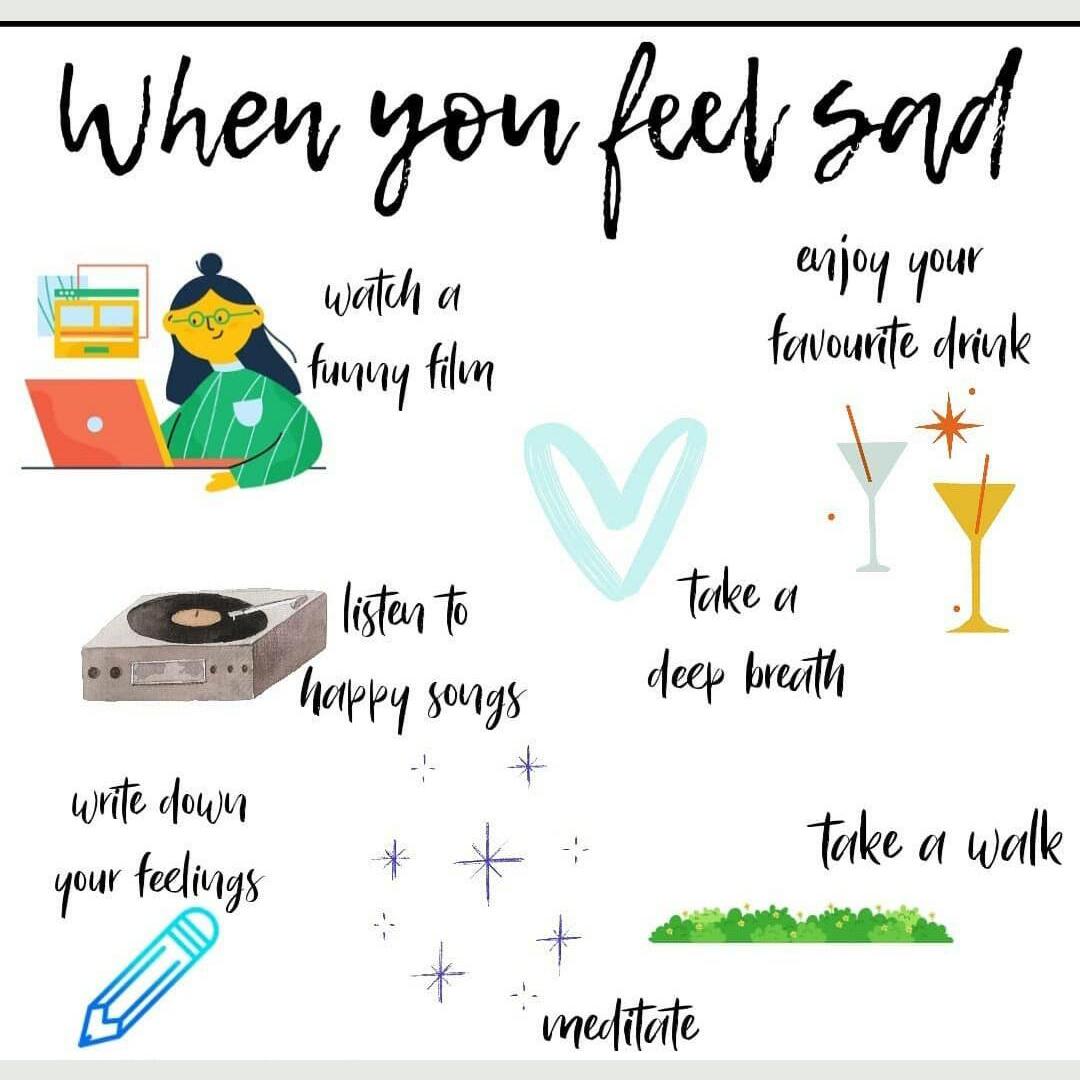 When you feel sad
watch a
funny film
enjoy your
favourite drink
listen to
happy songs
take a
deep breath
write down
your feelings
take a walk
meditate